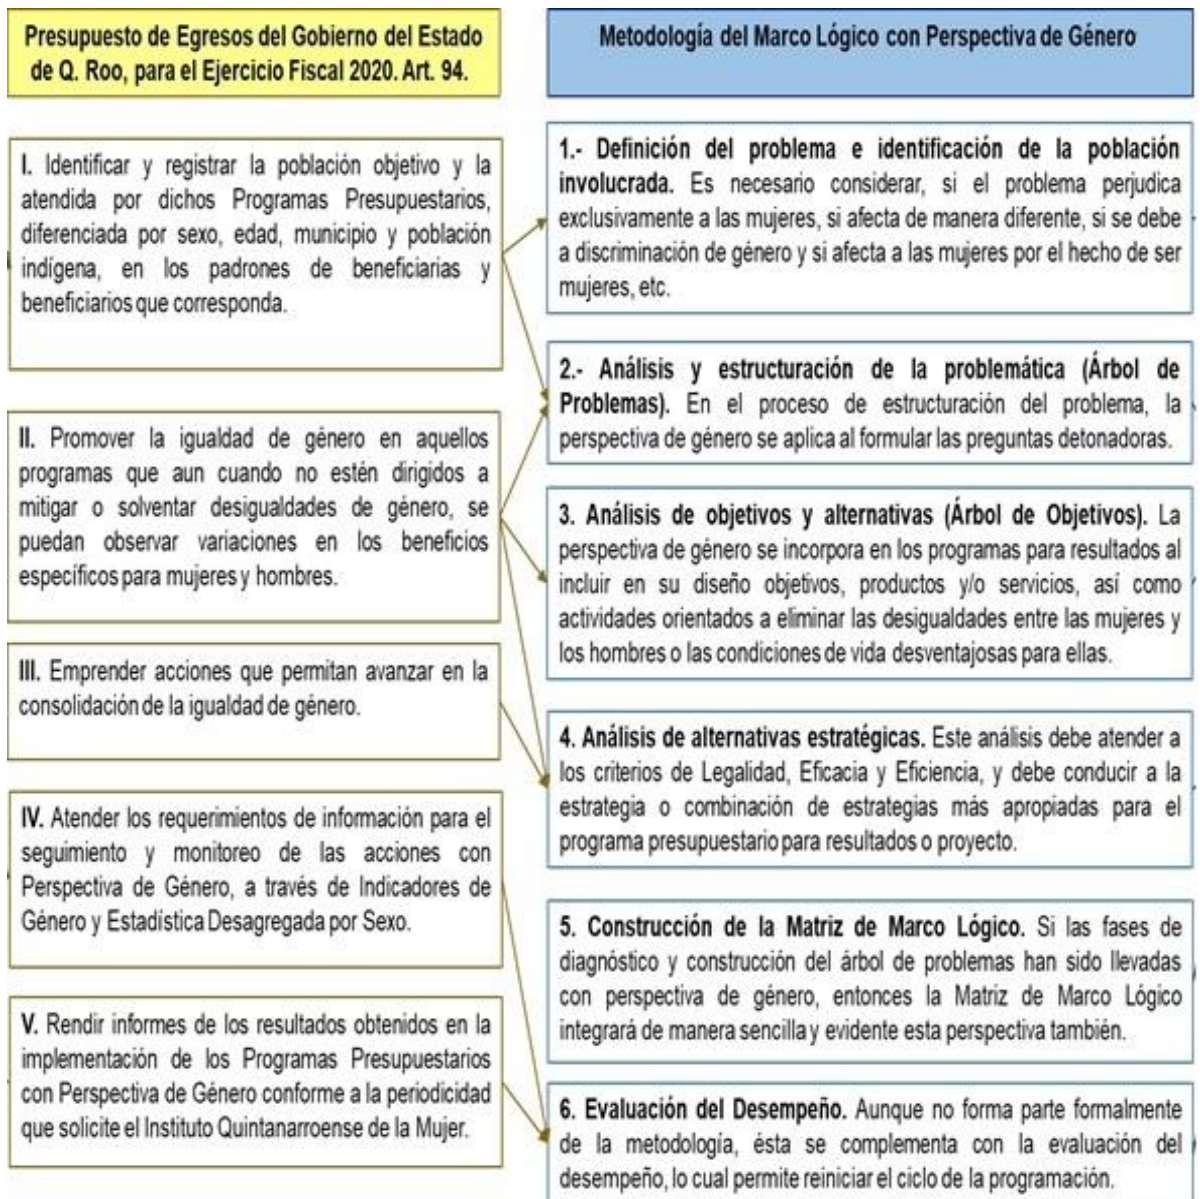 Presupuesto de Egresos del Gobierno del Estado
de Q. Roo, para el Ejercicio Fiscal 2020. Art. 94.
I. Identificar y registrar la población objetivo y la
atendida por dichos Programas Presupuestarios,
diferenciada por sexo, edad, municipio y población
indígena, en los padrones de beneficiarias y
beneficiarios que corresponda.
II. Promover la igualdad de género en aquellos
programas que aun cuando no estén dirigidos a
mitigar o solventar desigualdades de género, se
puedan observar variaciones en los beneficios
específicos para mujeres y hombres.
III. Emprender acciones que permitan avanzar en la
consolidación de la igualdad de género.
IV. Atender los requerimientos de información para el
seguimiento y monitoreo de las acciones con
Perspectiva de Género, a través de Indicadores de
Género y Estadística Desagregada por Sexo.
V. Rendir informes de los resultados obtenidos en la
implementación de los Programas Presupuestarios
con Perspectiva de Género conforme a la periodicidad
que solicite el Instituto Quintanarroense de la Mujer.
Metodología del Marco Lógico con Perspectiva de Género
1.- Definición del problema e identificación de la población
involucrada. Es necesario considerar, si el problema perjudica
exclusivamente a las mujeres, si afecta de manera diferente, si se debe
a discriminación de género y si afecta a las mujeres por el hecho de ser
mujeres, etc.
2.- Análisis y estructuración de la problemática (Árbol de
Problemas). En el proceso de estructuración del problema, la
perspectiva de género se aplica al formular las preguntas detonadoras.
3. Análisis de objetivos y alternativas (Árbol de Objetivos). La
perspectiva de género se incorpora en los programas para resultados al
incluir en su diseño objetivos, productos y/o servicios, así como
actividades orientados a eliminar las desigualdades entre las mujeres y
los hombres o las condiciones de vida desventajosas para ellas.
4. Análisis de alternativas estratégicas. Este análisis debe atender a
los criterios de Legalidad, Eficacia y Eficiencia, y debe conducir a la
estrategia o combinación de estrategias más apropiadas para el
programa presupuestario para resultados o proyecto.
5. Construcción de la Matriz de Marco Lógico. Si las fases de
diagnóstico y construcción del árbol de problemas han sido llevadas
con perspectiva de género, entonces la Matriz de Marco Lógico
integrará de manera sencilla y evidente esta perspectiva también.
6. Evaluación del Desempeño. Aunque no forma parte formalmente
de la metodología, ésta se complementa con la evaluación del
desempeño, lo cual permite reiniciar el ciclo de la programación.